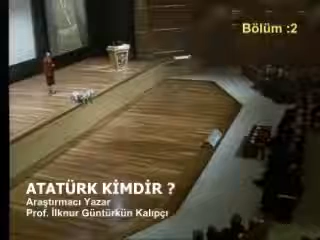 Bölüm :2
ATATÜRK KİMDİR ?
Araştırmacı Yazar
Prof. İlknur Güntürkün Kalıpçı